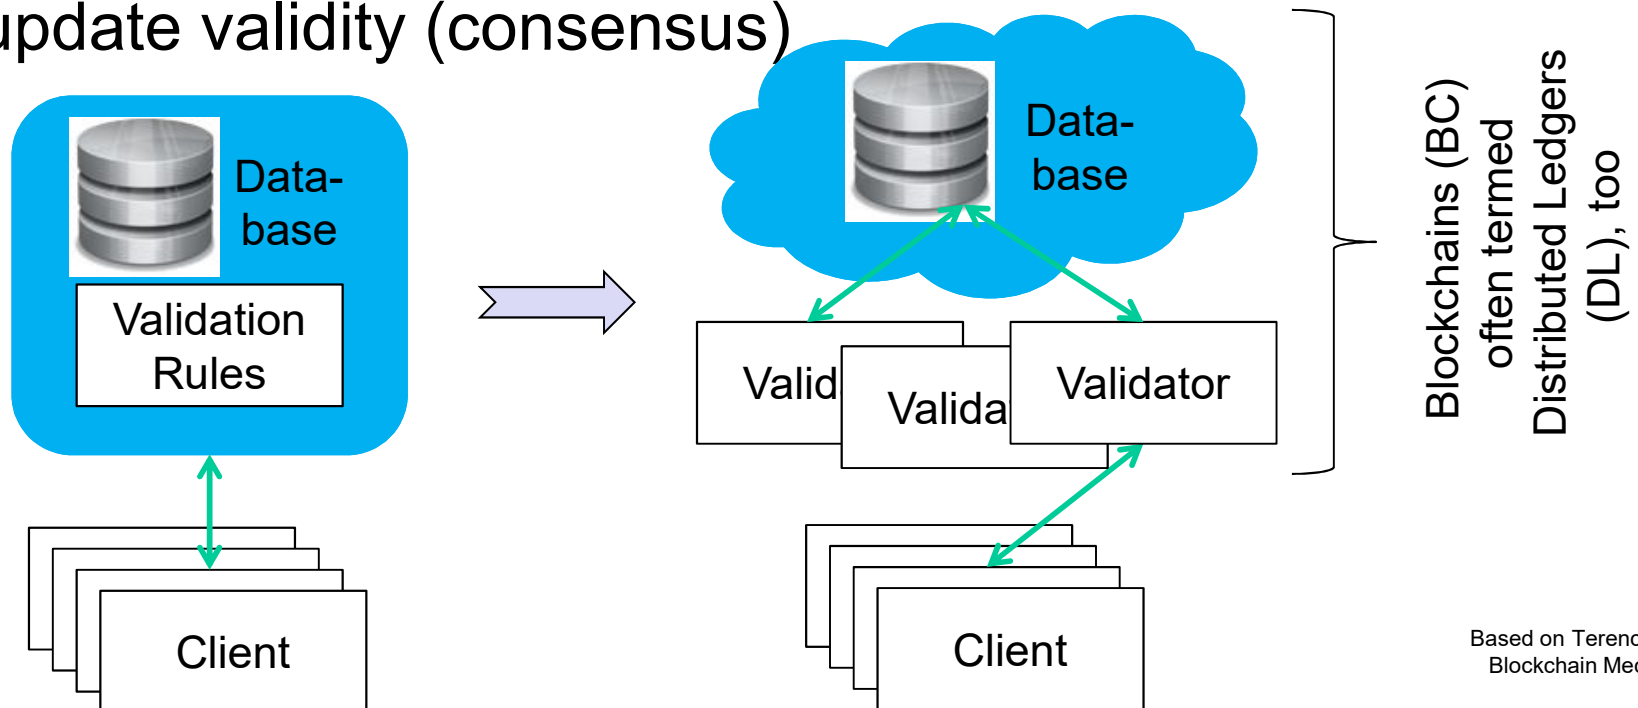 update validity (consensus)
Data-
base
Validation
Rules
Client
Data-
base
Valid
Valida
Validator
Client
Blockchains (BC)
often termed
Distributed Ledgers
(DL), too
Based on Terenc
Blockchain Med